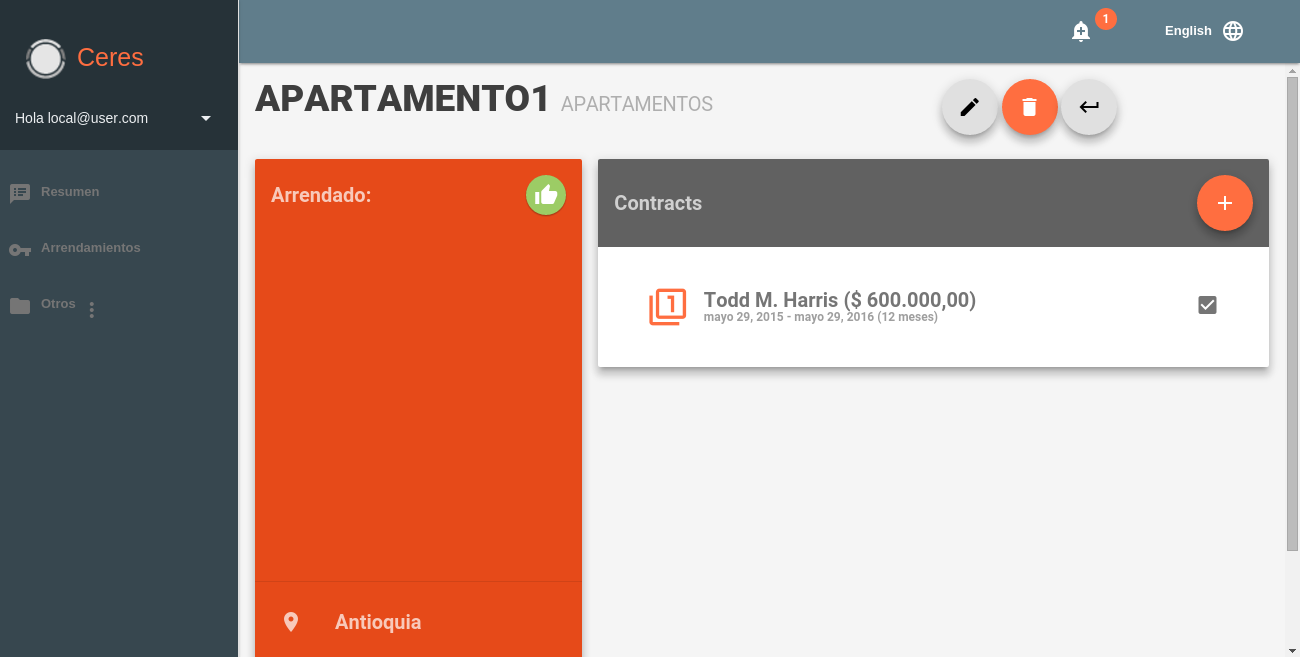 Ceres
Hola local@user.com
Resumen
Arrendamientos
Otros
1
English
APARTAMENTO1 APARTAMENTOS
Arrendado:
Antioquia
Contracts
1
Todd M. Harris ($ 600.000,00)
mayo 29, 2015 - mayo 29, 2016 (12 meses)